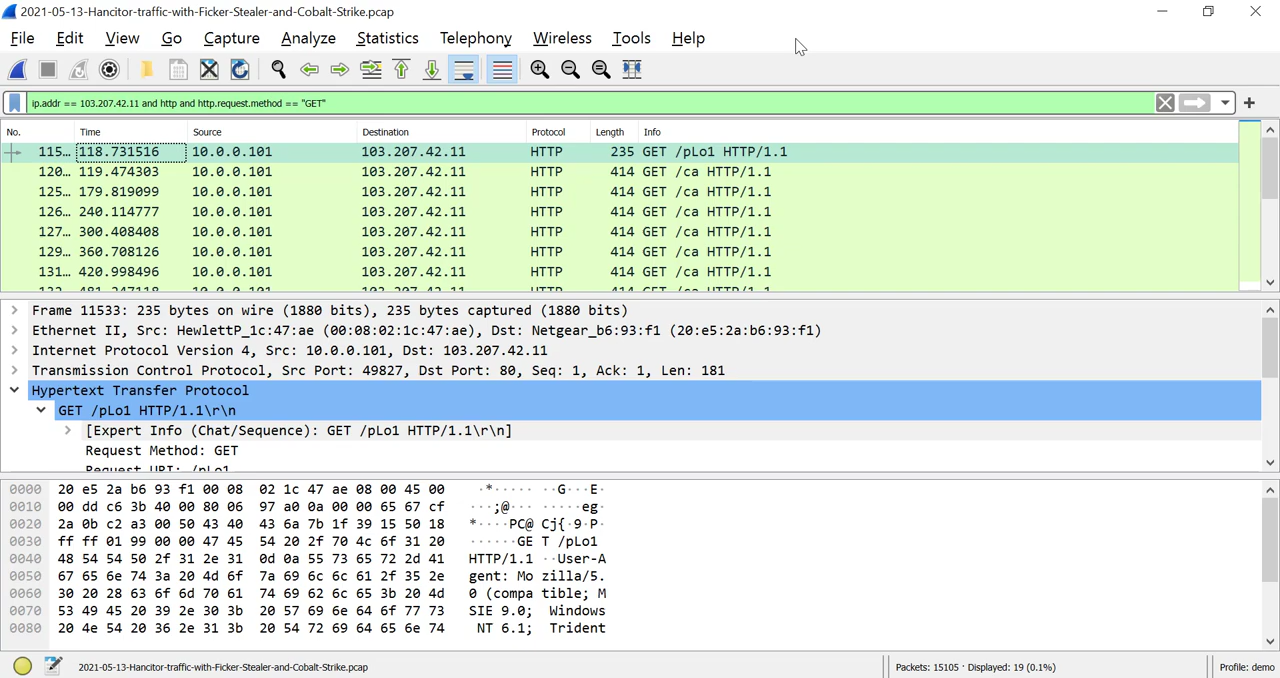 2021-05-13-Hancitor-traffic-with-Ficker-Stealer-and-Cobalt-Strike.pcap
File Edit View Go Capture Analyze Statistics Telephony Wireless Tools Help
ip.addr == 103.207.42.11 and http and http.request.method == "GET"
No. Time Source Destination Protocol Length Info
115… 118.731516 10.0.0.101 103.207.42.11 HTTP 235 GET /pLo1 HTTP/1.1
120… 119.474303 10.0.0.101 103.207.42.11 HTTP 414 GET /ca HTTP/1.1
125… 179.819099 10.0.0.101 103.207.42.11 HTTP 414 GET /ca HTTP/1.1
126… 240.114777 10.0.0.101 103.207.42.11 HTTP 414 GET /ca HTTP/1.1
127… 300.408408 10.0.0.101 103.207.42.11 HTTP 414 GET /ca HTTP/1.1
129… 360.708126 10.0.0.101 103.207.42.11 HTTP 414 GET /ca HTTP/1.1
131… 420.998496 10.0.0.101 103.207.42.11 HTTP 414 GET /ca HTTP/1.1
10.0.0.101 103.207.42.11 HTTP 414 GET /ca HTTP/1.1
Frame 11533: 235 bytes on wire (1880 bits), 235 bytes captured (1880 bits)
Ethernet II, Src: HewlettP_1c:47:ae (00:08:02:1c:47:ae), Dst: Netgear_b6:93:f1 (20:e5:2a:b6:93:f1)
Internet Protocol Version 4, Src: 10.0.0.101, Dst: 103.207.42.11
Transmission Control Protocol, Src Port: 49827, Dst Port: 80, Seq: 1, Ack: 1, Len: 181
Hypertext Transfer Protocol
GET /pLo1 HTTP/1.1\r\n
[Expert Info (Chat/Sequence): GET /pLo1 HTTP/1.1\r\n]
Request Method: GET
Request URI: /pLo1
0000 20 e5 2a b6 93 f1 00 08 02 1c 47 ae 08 00 45 00 ·*····· ··G···E·
0010 00 dd c6 3b 40 00 80 06 97 a0 0a 00 00 65 67 cf ···;@··· ·····eg·
0020 2a 0b c2 a3 00 50 43 40 43 6a 7b 1f 39 15 50 18 *····PC@ Cj{·9·P·
0030 ff ff 01 99 00 00 47 45 54 20 2f 70 4c 6f 31 20 ······GE T /pLo1
0040 48 54 54 50 2f 31 2e 31 0d 0a 55 73 65 72 2d 41 HTTP/1.1 ··User-A
0050 67 65 6e 74 3a 20 4d 6f 7a 69 6c 6c 61 2f 35 2e gent: Mo zilla/5.
0060 30 20 28 63 6f 6d 70 61 74 69 62 6c 65 3b 20 4d 0 (compa tible; M
0070 53 49 45 20 39 2e 30 3b 20 57 69 6e 64 6f 77 73 SIE 9.0; Windows
0080 20 4e 54 20 36 2e 31 3b 20 54 72 69 64 65 6e 74 NT 6.1; Trident
2021-05-13-Hancitor-traffic-with-Ficker-Stealer-and-Cobalt-Strike.pcap Packets: 15105 · Displayed: 19 (0.1%) Profile: demo